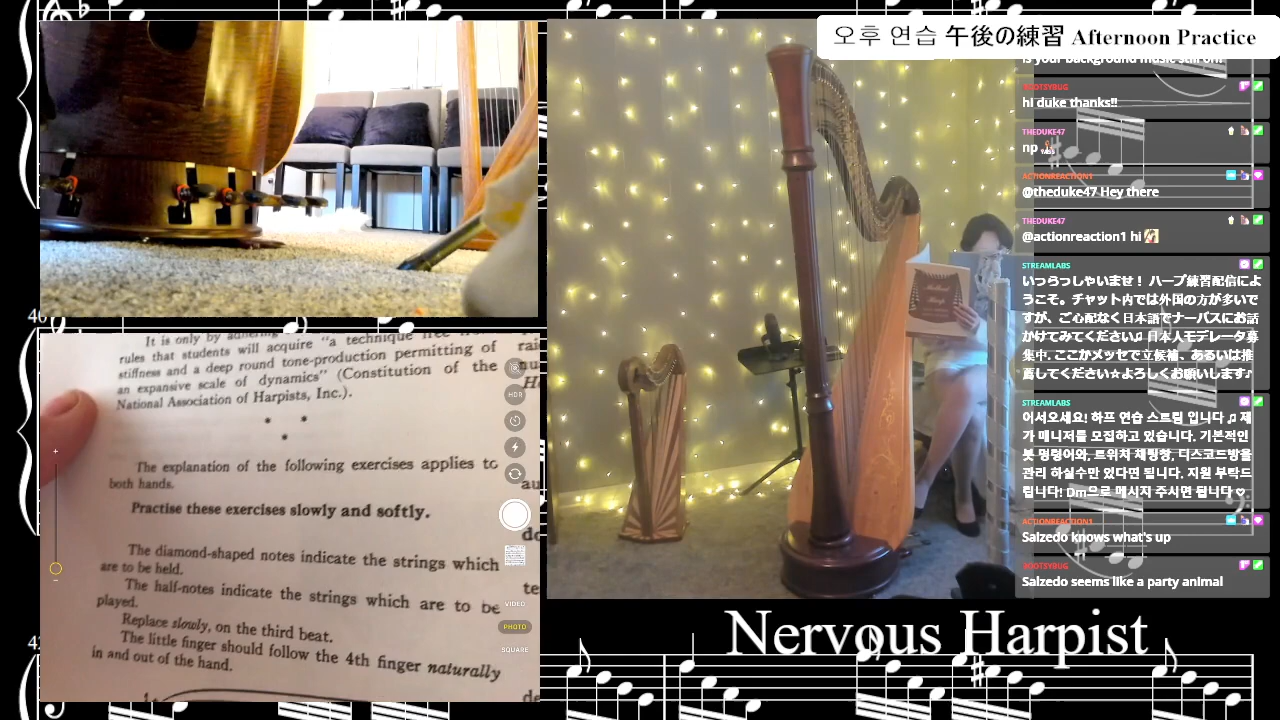 오후 연습 午後の練習 Afternoon Practice
is your background music still on?
BOOTSYBUG
hi duke thanks!!
THEDUKE47
np
ACTIONREACTION1
@theduke47 Hey there
THEDUKE47
@actionreaction1 hi
STREAMLABS
いつらっしゃいませ！ ハープ練習配信によ
うこそ。チャット内では外国の方が多いで
すが、ご心配なく日本語でナーバスにお話
かけてみてください♫ 日本人モデレータ募
集中。ここかメッセで立候補、あるいは推
薦してください☆よろしくお願いします♪
STREAMLABS
어서오세요! 하프 연습 스트림 입니다 ♫ 제
가 매니저를 모집하고 있습니다. 기본적인
봇 명령어와, 트위치 채팅창, 디스코드방을
관리 하실수만 있다면 됩니다. 지원 부탁드
립니다! Dm으로 메시지 주시면 됩니다 ♡
ACTIONREACTION1
Salzedo knows what's up
BOOTSYBUG
Salzedo seems like a party animal
It is only by adhering "a technique free from
rules that students will acquire
stiffness and a deep round tone-production permitting of
an expansive scale of dynamics" (Constitution of the
National Association of Harpists, Inc.).
The explanation of the following exercises applies to
both hands.
Practise these exercises slowly and softly.
The diamond-shaped notes indicate the strings which
are to be held.
The half-notes indicate the strings which are to be
played.
Replace slowly, on the third beat.
The little finger should follow the 4th finger naturally
in and out of the hand.
HDR
VIDEO
PHOTO
SQUARE
Method
Harp
Nervous Harpist